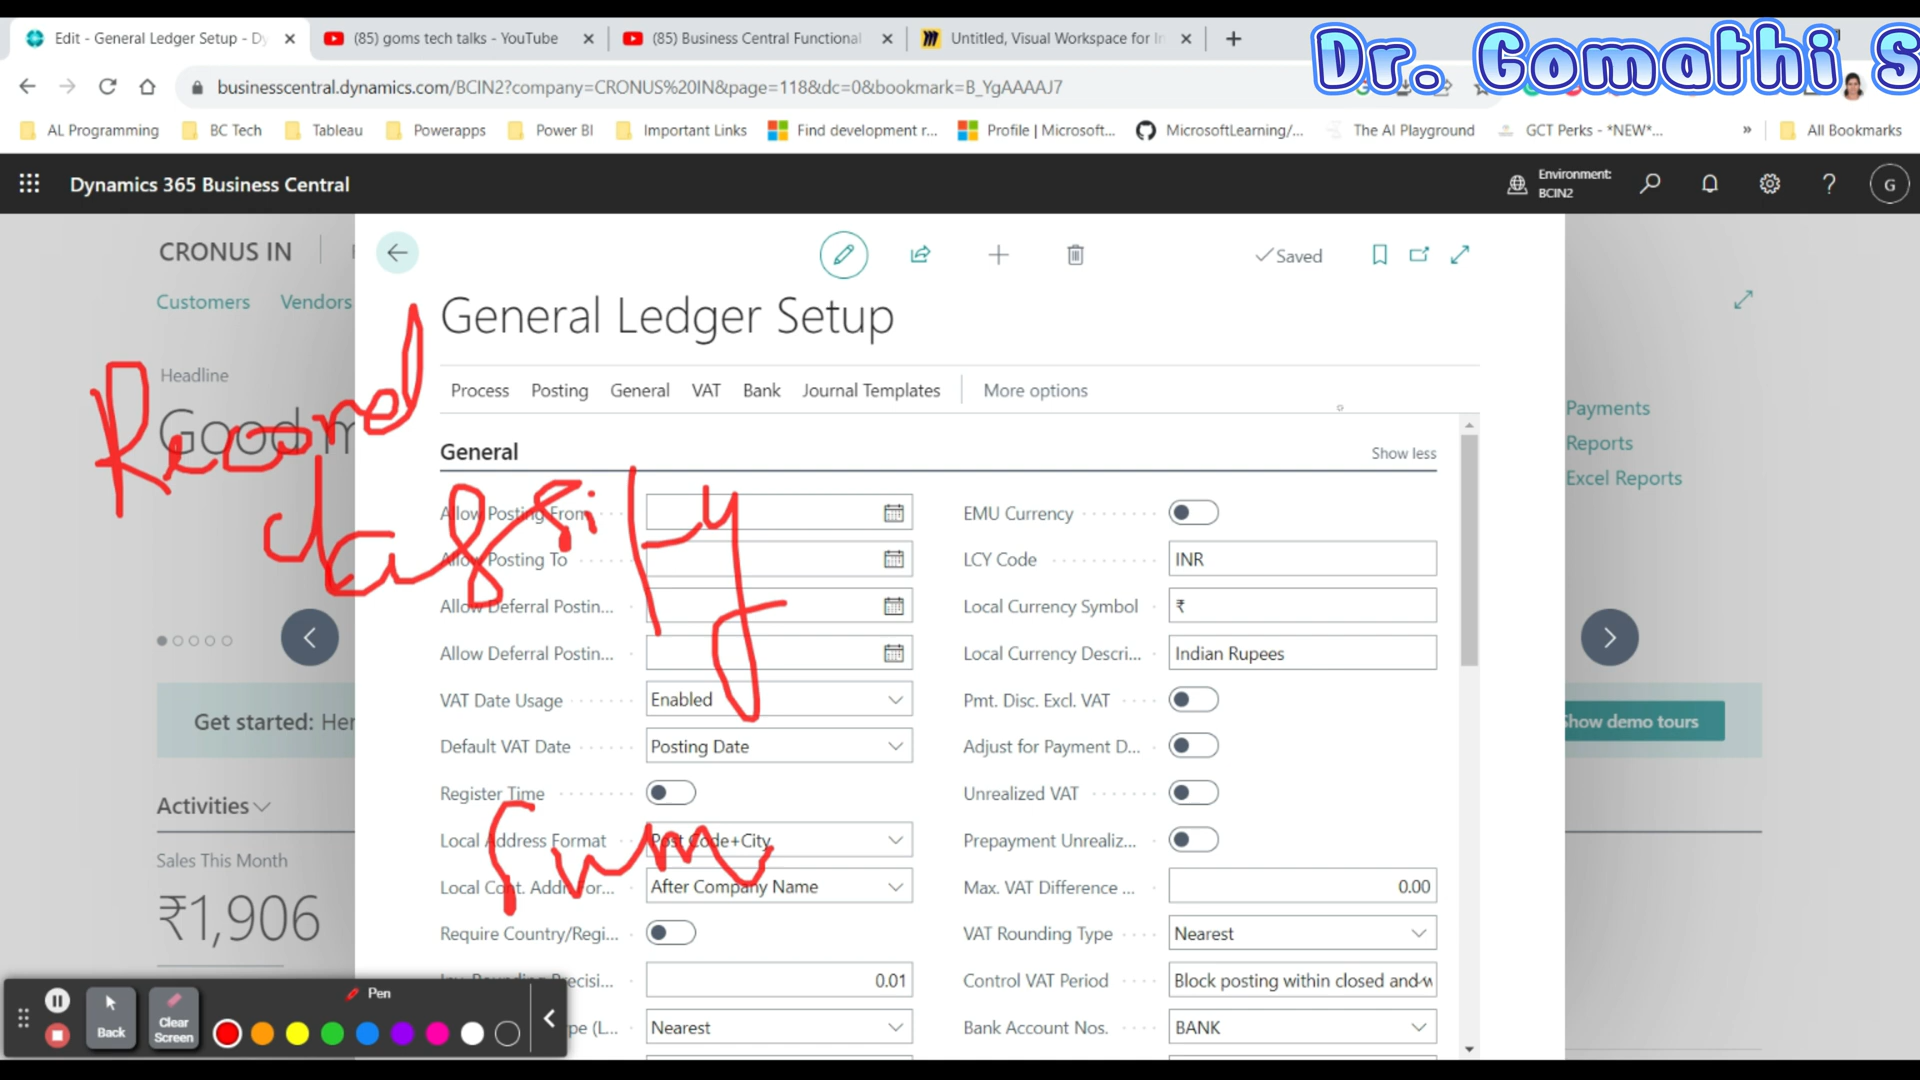 Edit - General Ledger Setup - Dy
(85) goms tech talks - YouTube
(85) Business Central Functional
Untitled, Visual Workspace for In
Dr. Gomathi S
businesscentral.dynamics.com/BCIN2?company=CRONUS%20IN&page=118&dc=0&bookmark=B_YgAAAAJ7
AL Programming
BC Tech
Tableau
Powerapps
Power BI
Important Links
Find development r...
Profile | Microsoft...
MicrosoftLearning/...
The AI Playground
GCT Perks - *NEW*...
»
All Bookmarks
Dynamics 365 Business Central
Environment:
BCIN2
?
G
CRONUS IN
Customers
Vendors
Saved
General Ledger Setup
Headline
Good m
Record
classify
Sum
Process
Posting
General
VAT
Bank
Journal Templates
More options
Payments
Reports
Excel Reports
General
Show less
Allow Posting From
Allow Posting To
Allow Deferral Postin...
Allow Deferral Postin...
VAT Date Usage
Enabled
Default VAT Date
Posting Date
Register Time
Local Address Format
Post Code+City
Local Cont. Addr. For...
After Company Name
Require Country/Regi...
0.01
Nearest
EMU Currency
LCY Code
INR
Local Currency Symbol
₹
Local Currency Descri...
Indian Rupees
Pmt. Disc. Excl. VAT
Adjust for Payment D...
Unrealized VAT
Prepayment Unrealiz...
Max. VAT Difference ...
0.00
VAT Rounding Type
Nearest
Control VAT Period
Block posting within closed and w
Bank Account Nos.
BANK
Get started: Her
Show demo tours
Activities
Sales This Month
₹1,906
Back
Clear
Screen
Pen